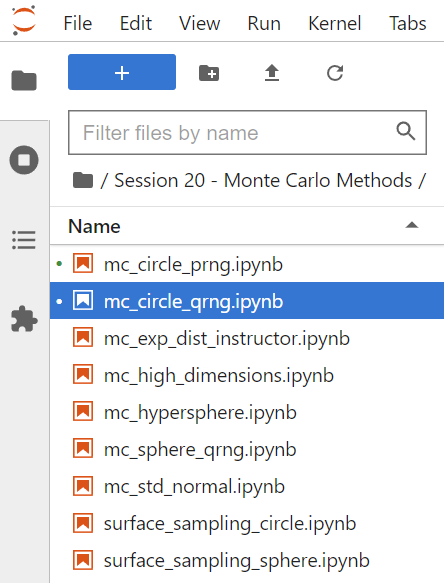 File Edit View Run Kernel Tabs
Filter files by name
/ Session 20 - Monte Carlo Methods /
Name
mc_circle_prng.ipynb
mc_circle_qrng.ipynb
mc_exp_dist_instructor.ipynb
mc_high_dimensions.ipynb
mc_hypersphere.ipynb
mc_sphere_qrng.ipynb
mc_std_normal.ipynb
surface_sampling_circle.ipynb
surface_sampling_sphere.ipynb